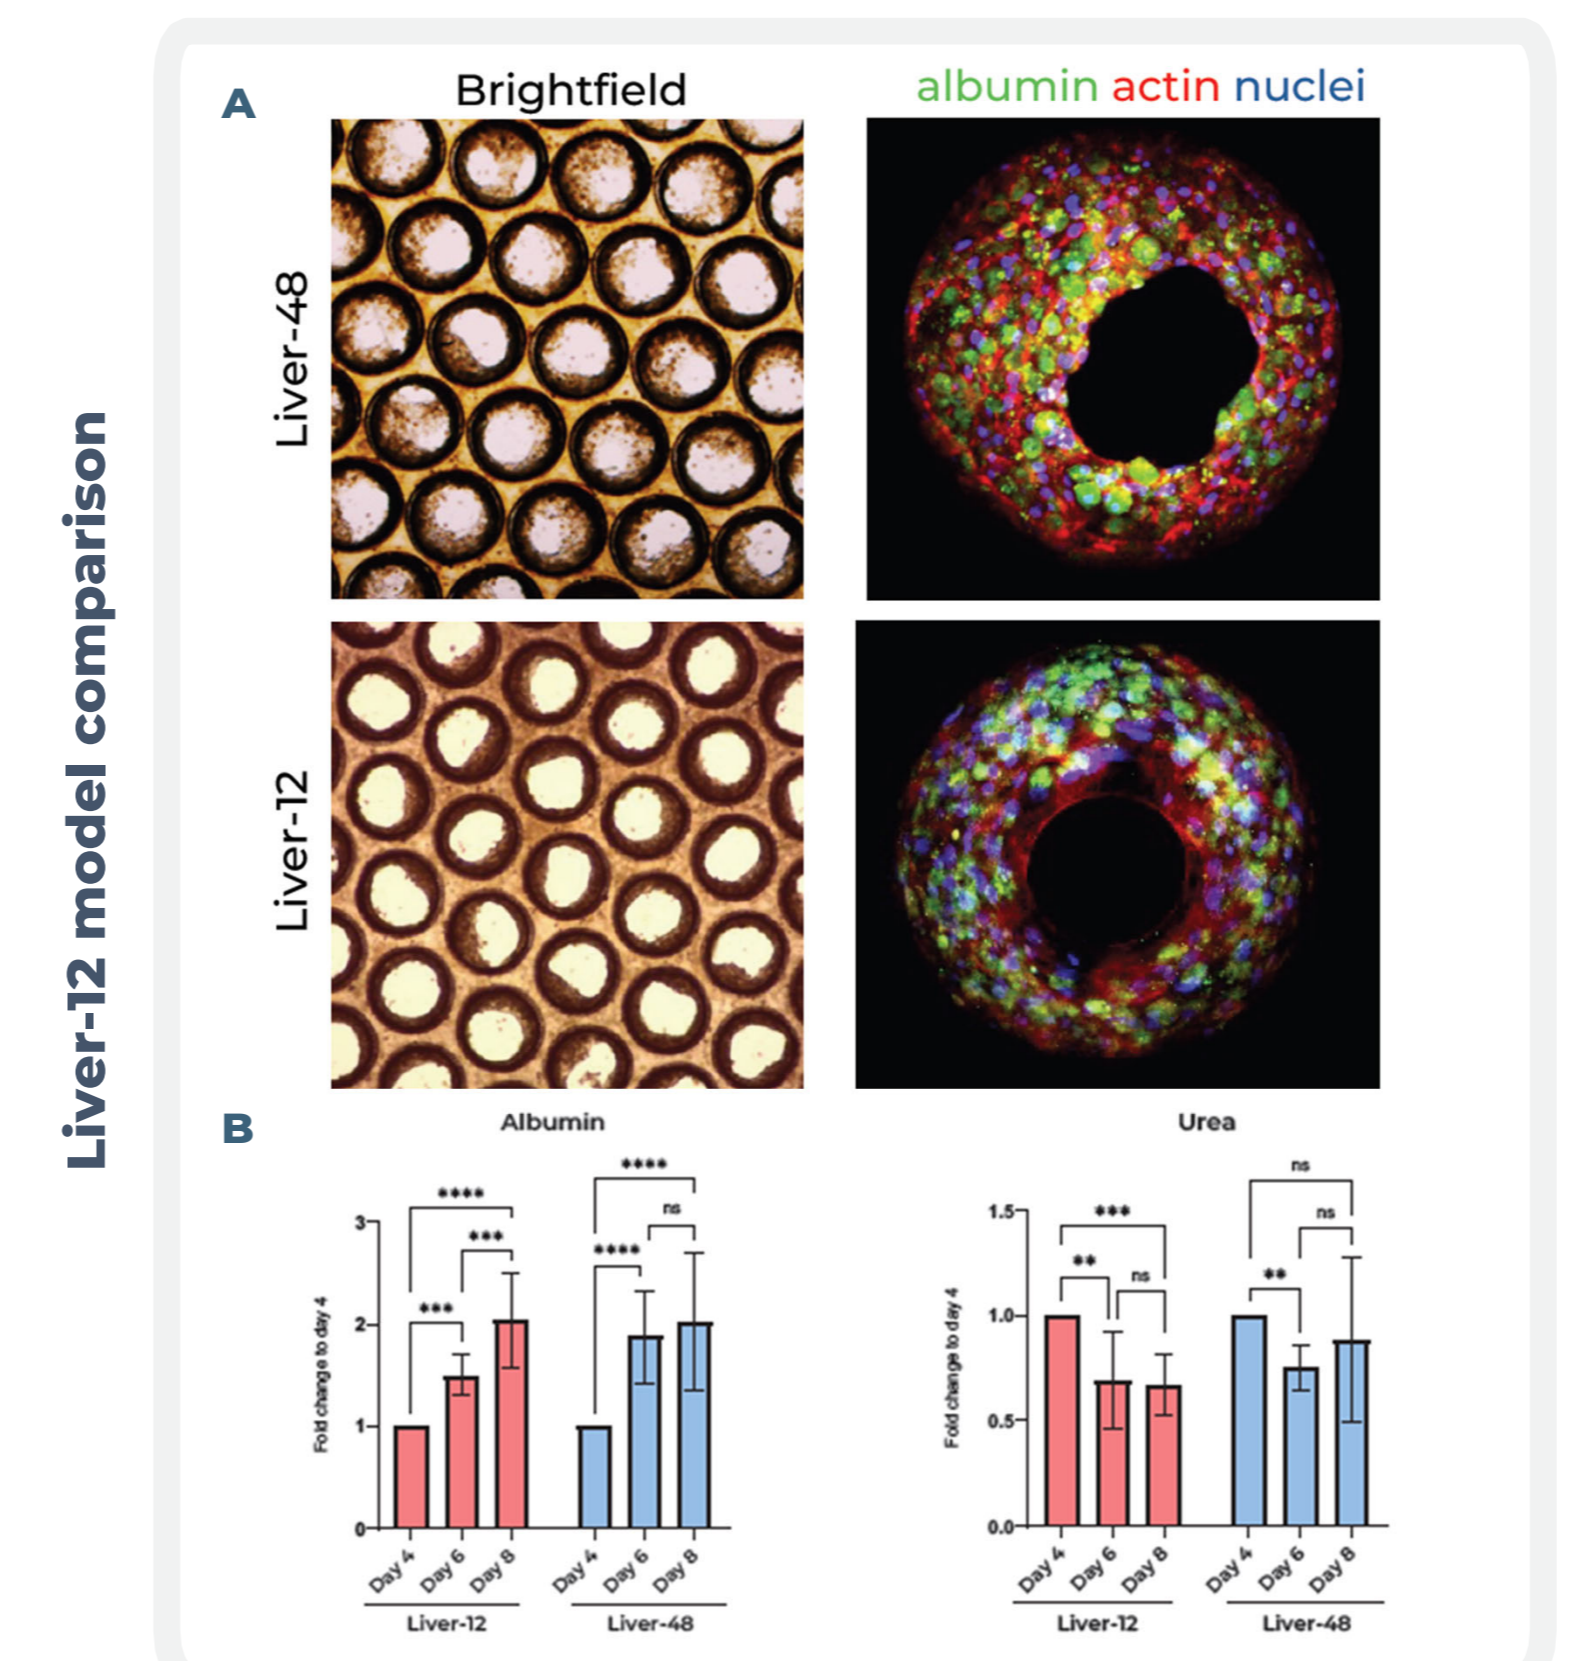 Liver-12 model comparison
A
Brightfield
albumin actin nuclei
Liver-48
Liver-12
B
Albumin
Fold change to day 4
3
2
1
0
****
***
***
****
ns
****
Day 4
Day 6
Day 8
Day 4
Day 6
Day 8
Liver-12
Liver-48
Urea
Fold change to day 4
1.5
1.0
0.5
0.0
***
**
ns
ns
ns
**
Day 4
Day 6
Day 8
Day 4
Day 6
Day 8
Liver-12
Liver-48